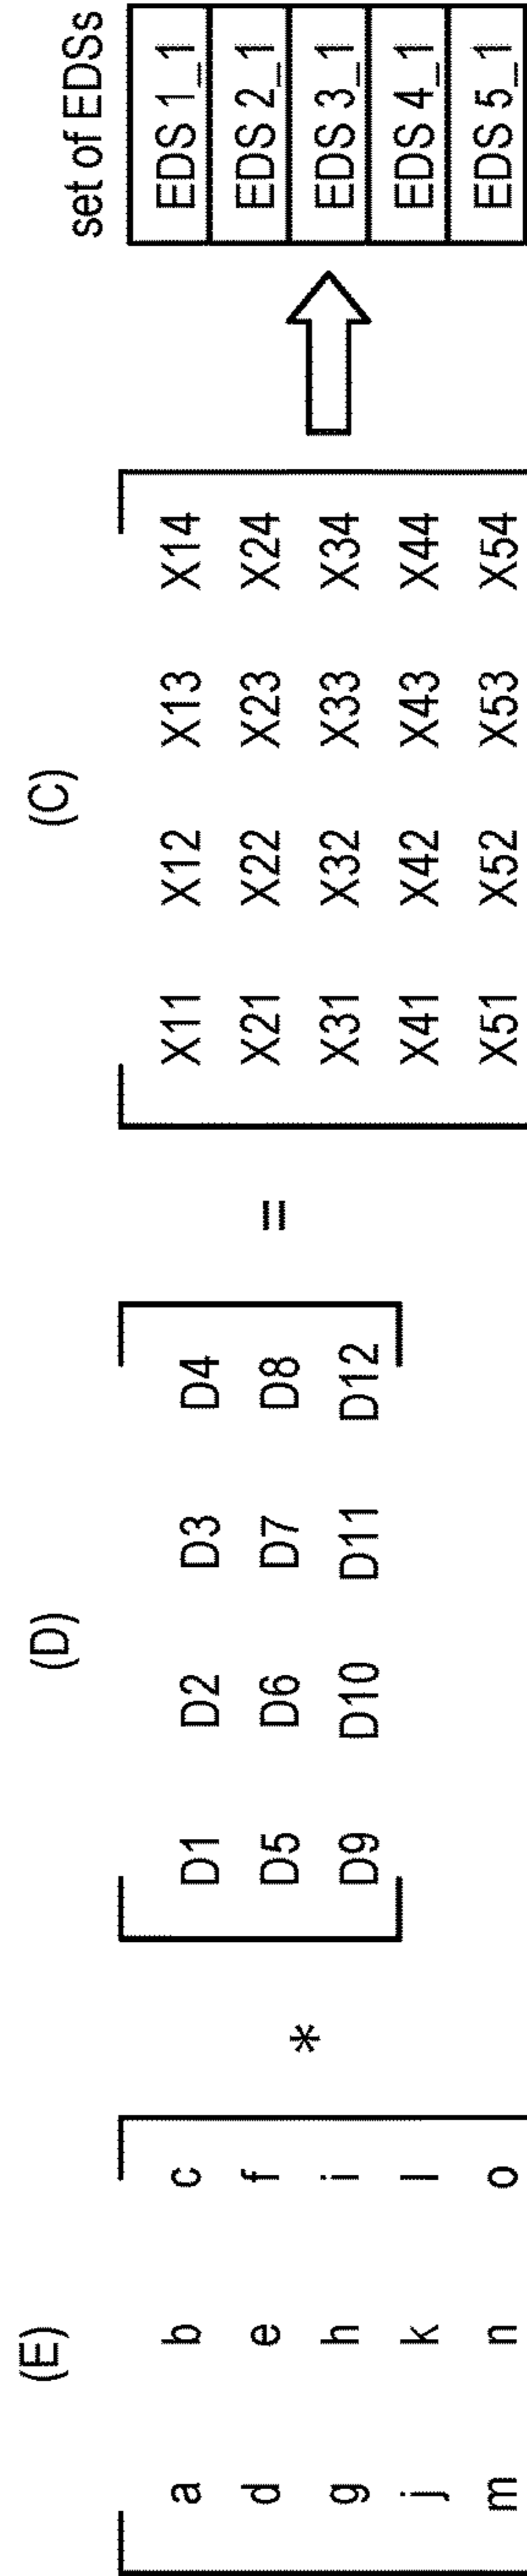 (E) (D) (C) set of EDSs
a b c D1 D2 D3 D4 X11 X12 X13 X14 EDS 1_1
d e f D5 D6 D7 D8 X21 X22 X23 X24 EDS 2_1
g h i * D9 D10 D11 D12 = X31 X32 X33 X34 EDS 3_1
j k l X41 X42 X43 X44 EDS 4_1
m n o X51 X52 X53 X54 EDS 5_1